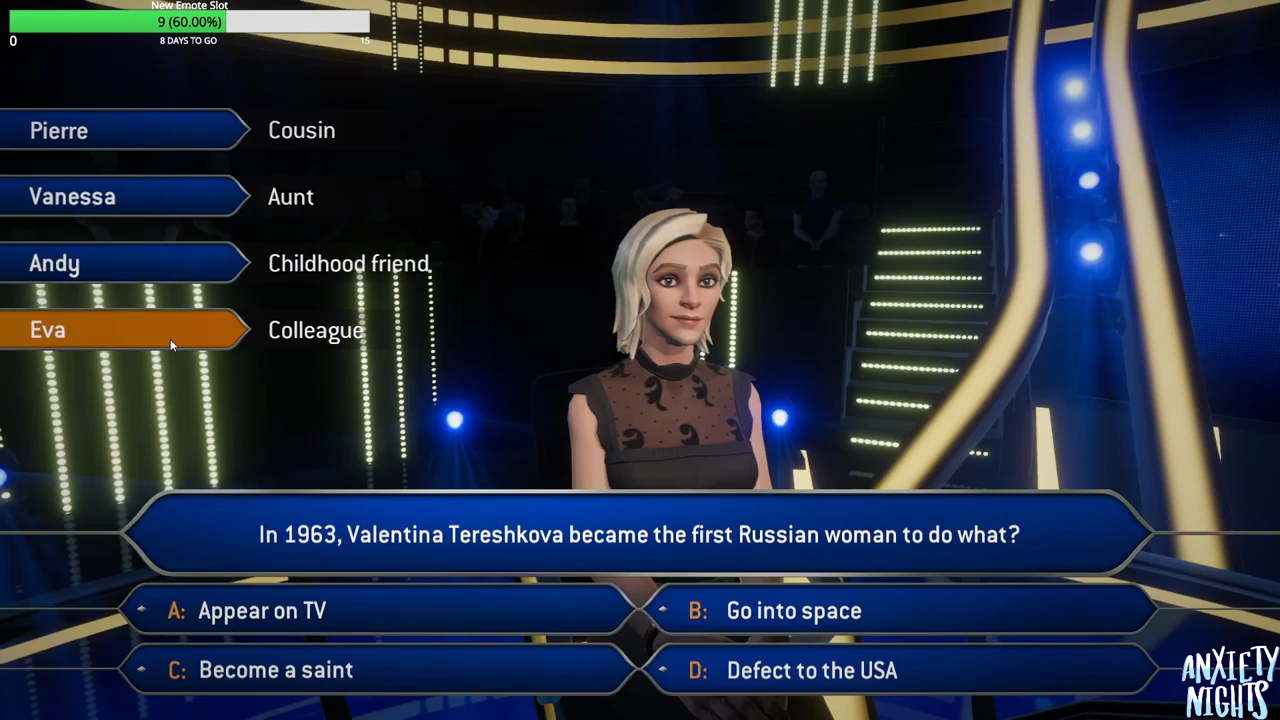 New Emote Slot
9 (60.00%)
0
8 DAYS TO GO
15
Pierre
Cousin
Vanessa
Aunt
Andy
Childhood friend
Eva
Colleague
In 1963, Valentina Tereshkova became the first Russian woman to do what?
A: Appear on TV
B: Go into space
C: Become a saint
D: Defect to the USA
ANXIETY
NIGHTS